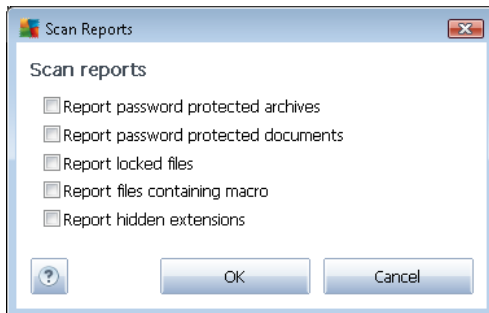 Scan Reports
Scan reports
Report password protected archives
Report password protected documents
Report locked files
Report files containing macro
Report hidden extensions
?
OK
Cancel